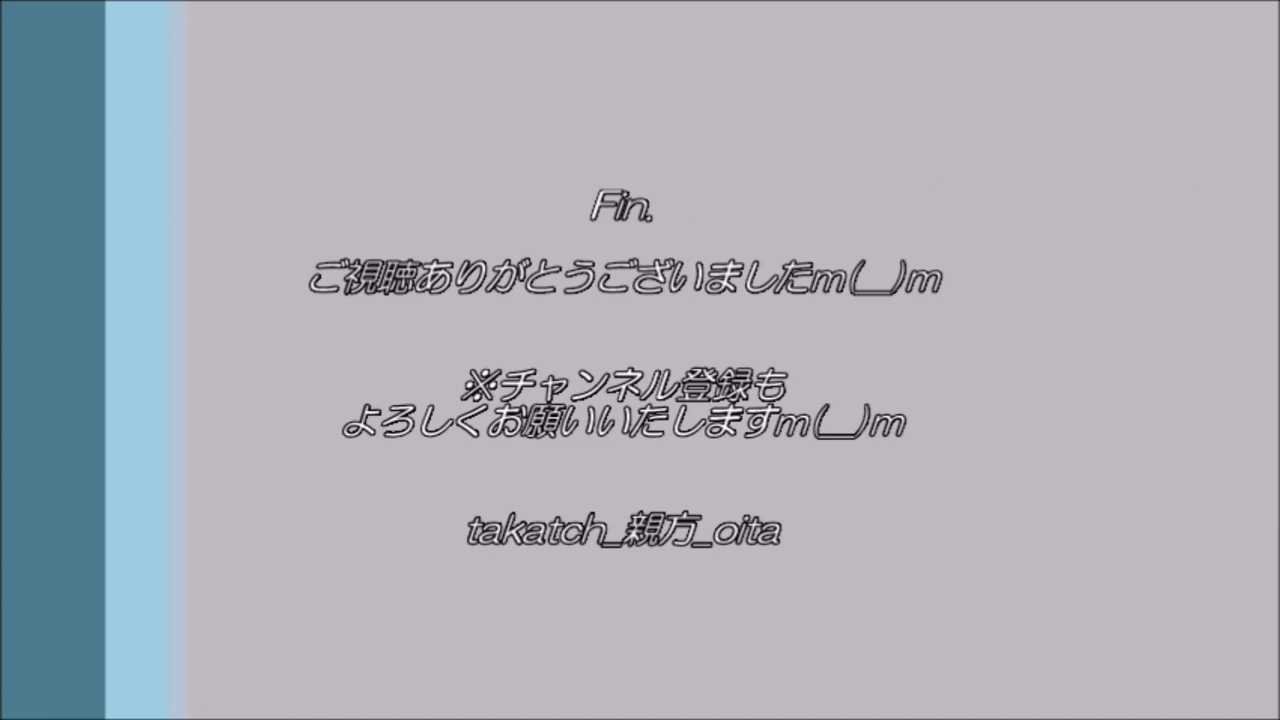 Fin.
ご視聴ありがとうございましたm(__)m
※チャンネル登録も
よろしくお願いいたしますm(__)m
takatch_親方_oita